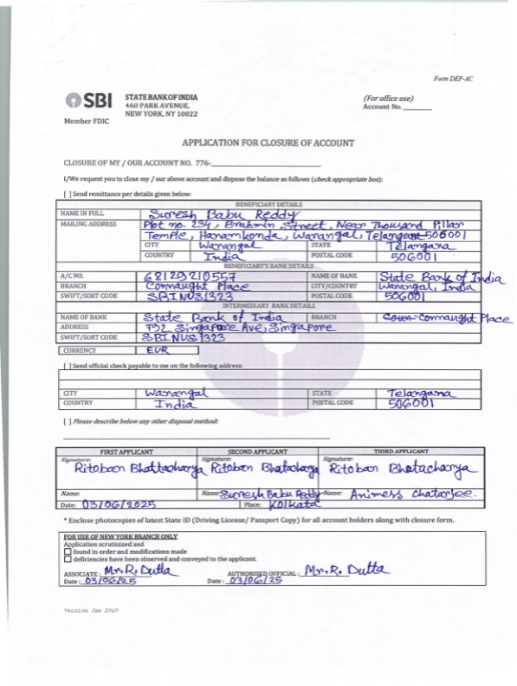 Form DEP-AC
SBI
Member FDIC
STATE BANK OF INDIA
460 PARK AVENUE,
NEW YORK, NY 10022
(For office use)
Account No. ________
APPLICATION FOR CLOSURE OF ACCOUNT
CLOSURE OF MY / OUR ACCOUNT NO. 776-____________________
I/We request you to close my / our above account and dispose the balance as follows (check appropriate box):
[ ] Send remittance per details given below:
BENEFICIARY DETAILS
NAME IN FULL Suresh Babu Reddy
MAILING ADDRESS Plot no. 234, Brahmin Street, Near Thousand Pillar
Temple, Hanamkonda, Warangal, Telangana 506001
CITY Warangal STATE Telangana
COUNTRY India POSTAL CODE 506001
BENEFICIARY'S BANK DETAILS
A/C NO. 62129210557 NAME OF BANK State Bank of India
BRANCH Connaught Place CITY/COUNTRY Warangal, India
SWIFT/SORT CODE SBINUS1323 POSTAL CODE 506001
INTERMEDIARY BANK DETAILS
NAME OF BANK State Bank of India BRANCH Connaught Place
ADDRESS 792 Singapore Ave, Singapore
SWIFT/SORT CODE SBINUS1323
CURRENCY EUR
[ ] Send official check payable to me on the following address:
CITY Warangal STATE Telangana
COUNTRY India POSTAL CODE 506001
[ ] Please describe below any other disposal method:
FIRST APPLICANT SECOND APPLICANT THIRD APPLICANT
Signature: Signature: Signature:
Ritoban Bhattacharya Ritoban Bhatacharya Ritoban Bhatacharya
Name: Name: Suresh Babu Reddy Name: Animess Chatorjee.
Date: 03/06/2025 Place: Kolkata
* Enclose photocopies of latest State ID (Driving License/ Passport Copy) for all account holders along with closure form.
FOR USE OF NEW YORK BRANCH ONLY
Application scrutinized and
found in order and modifications made
deficiencies have been observed and conveyed to the applicant.
ASSOCIATE: Mr. R. Dutta AUTHORISED OFFICIAL: Mr. R. Dutta
Date: 03/06/25 Date: 03/06/25
Version Jan 2020